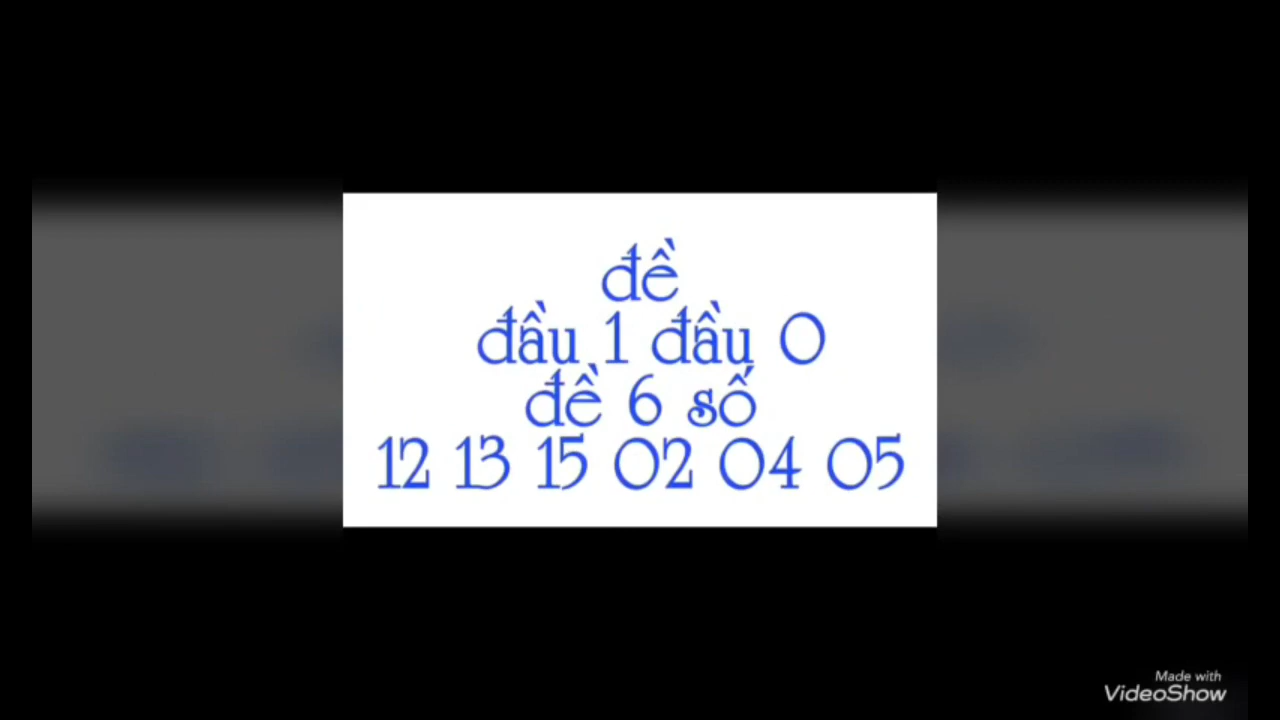 đề
đầu 1 đầu 0
đề 6 số
12 13 15 02 04 05
Made with
VideoShow